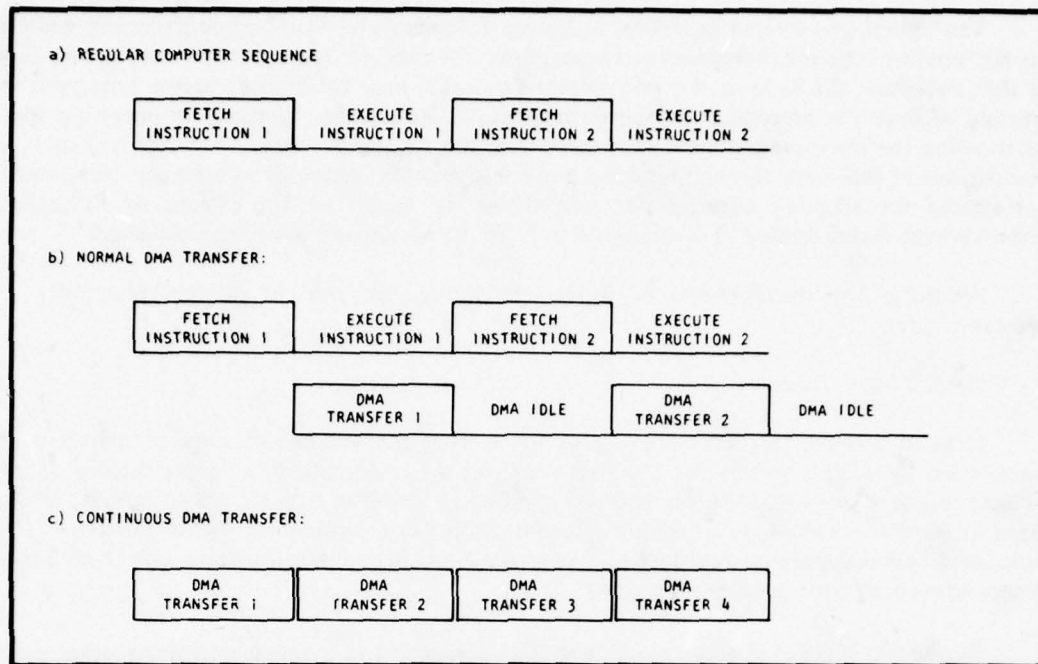 a) REGULAR COMPUTER SEQUENCE
FETCH EXECUTE FETCH EXECUTE
INSTRUCTION 1 INSTRUCTION 1 INSTRUCTION 2 INSTRUCTION 2
b) NORMAL DMA TRANSFER:
FETCH EXECUTE FETCH EXECUTE
INSTRUCTION 1 INSTRUCTION 1 INSTRUCTION 2 INSTRUCTION 2
DMA DMA
TRANSFER 1 DMA IDLE TRANSFER 2 DMA IDLE
c) CONTINUOUS DMA TRANSFER:
DMA DMA DMA DMA
TRANSFER 1 TRANSFER 2 TRANSFER 3 TRANSFER 4